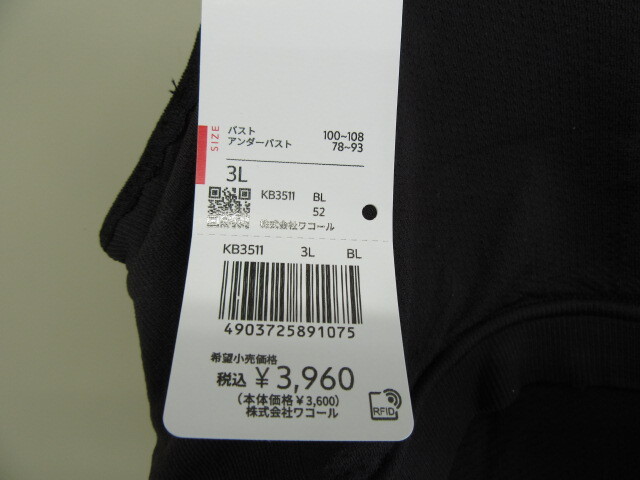 SIZE
バスト 100~108
アンダーバスト 78~93
3L
KB3511 BL
52
株式会社ワコール
KB3511 3L BL
4903725891075
希望小売価格
税込 ¥3,960
(本体価格¥3,600)
株式会社ワコール
RFID